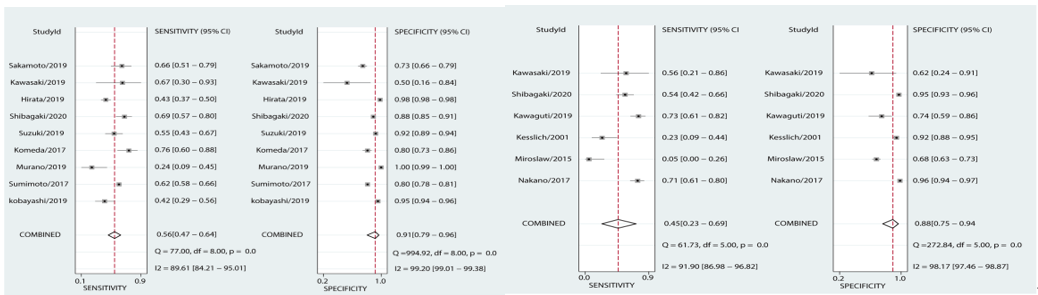 StudyId SENSITIVITY (95% CI)
Sakamoto/2019 0.66 [0.51 – 0.79]
Kawasaki/2019 0.67 [0.30 – 0.93]
Hirata/2019 0.43 [0.37 – 0.50]
Shibagaki/2020 0.69 [0.57 – 0.80]
Suzuki/2019 0.55 [0.43 – 0.67]
Komeda/2017 0.76 [0.60 – 0.88]
Murano/2019 0.24 [0.09 – 0.45]
Sumimoto/2017 0.62 [0.58 – 0.66]
kobayashi/2019 0.42 [0.29 – 0.56]
COMBINED 0.56[0.47 – 0.64]
Q = 77.00, df = 8.00, p = 0.0
I2 = 89.61 [84.21 – 95.01]
0.1 0.9
SENSITIVITY
StudyId SPECIFICITY (95% CI)
Sakamoto/2019 0.73 [0.66 – 0.79]
Kawasaki/2019 0.50 [0.16 – 0.84]
Hirata/2019 0.98 [0.98 – 0.98]
Shibagaki/2020 0.88 [0.85 – 0.91]
Suzuki/2019 0.92 [0.89 – 0.94]
Komeda/2017 0.80 [0.73 – 0.86]
Murano/2019 1.00 [0.99 – 1.00]
Sumimoto/2017 0.80 [0.78 – 0.81]
kobayashi/2019 0.95 [0.94 – 0.96]
COMBINED 0.91[0.79 – 0.96]
Q =994.92, df = 8.00, p = 0.0
I2 = 99.20 [99.01 – 99.38]
0.2 1.0
SPECIFICITY
StudyId SENSITIVITY (95% CI
Kawasaki/2019 0.56 [0.21 – 0.86]
Shibagaki/2020 0.54 [0.42 – 0.66]
Kawaguti/2019 0.73 [0.61 – 0.82]
Kesslich/2001 0.23 [0.09 – 0.44]
Miroslaw/2015 0.05 [0.00 – 0.26]
Nakano/2017 0.71 [0.61 – 0.80]
COMBINED 0.45[0.23 – 0.69]
Q = 61.73, df = 5.00, p = 0.0
I2 = 91.90 [86.98 – 96.82]
0.0 0.9
SENSITIVITY
StudyId SPECIFICITY (95% CI)
Kawasaki/2019 0.62 [0.24 – 0.91]
Shibagaki/2020 0.95 [0.93 – 0.96]
Kawaguti/2019 0.74 [0.59 – 0.86]
Kesslich/2001 0.92 [0.88 – 0.95]
Miroslaw/2015 0.68 [0.63 – 0.73]
Nakano/2017 0.96 [0.94 – 0.97]
COMBINED 0.88[0.75 – 0.94
Q =272.84, df = 5.00, p = 0.0
I2 = 98.17 [97.46 – 98.87]
0.2 1.0
SPECIFICITY